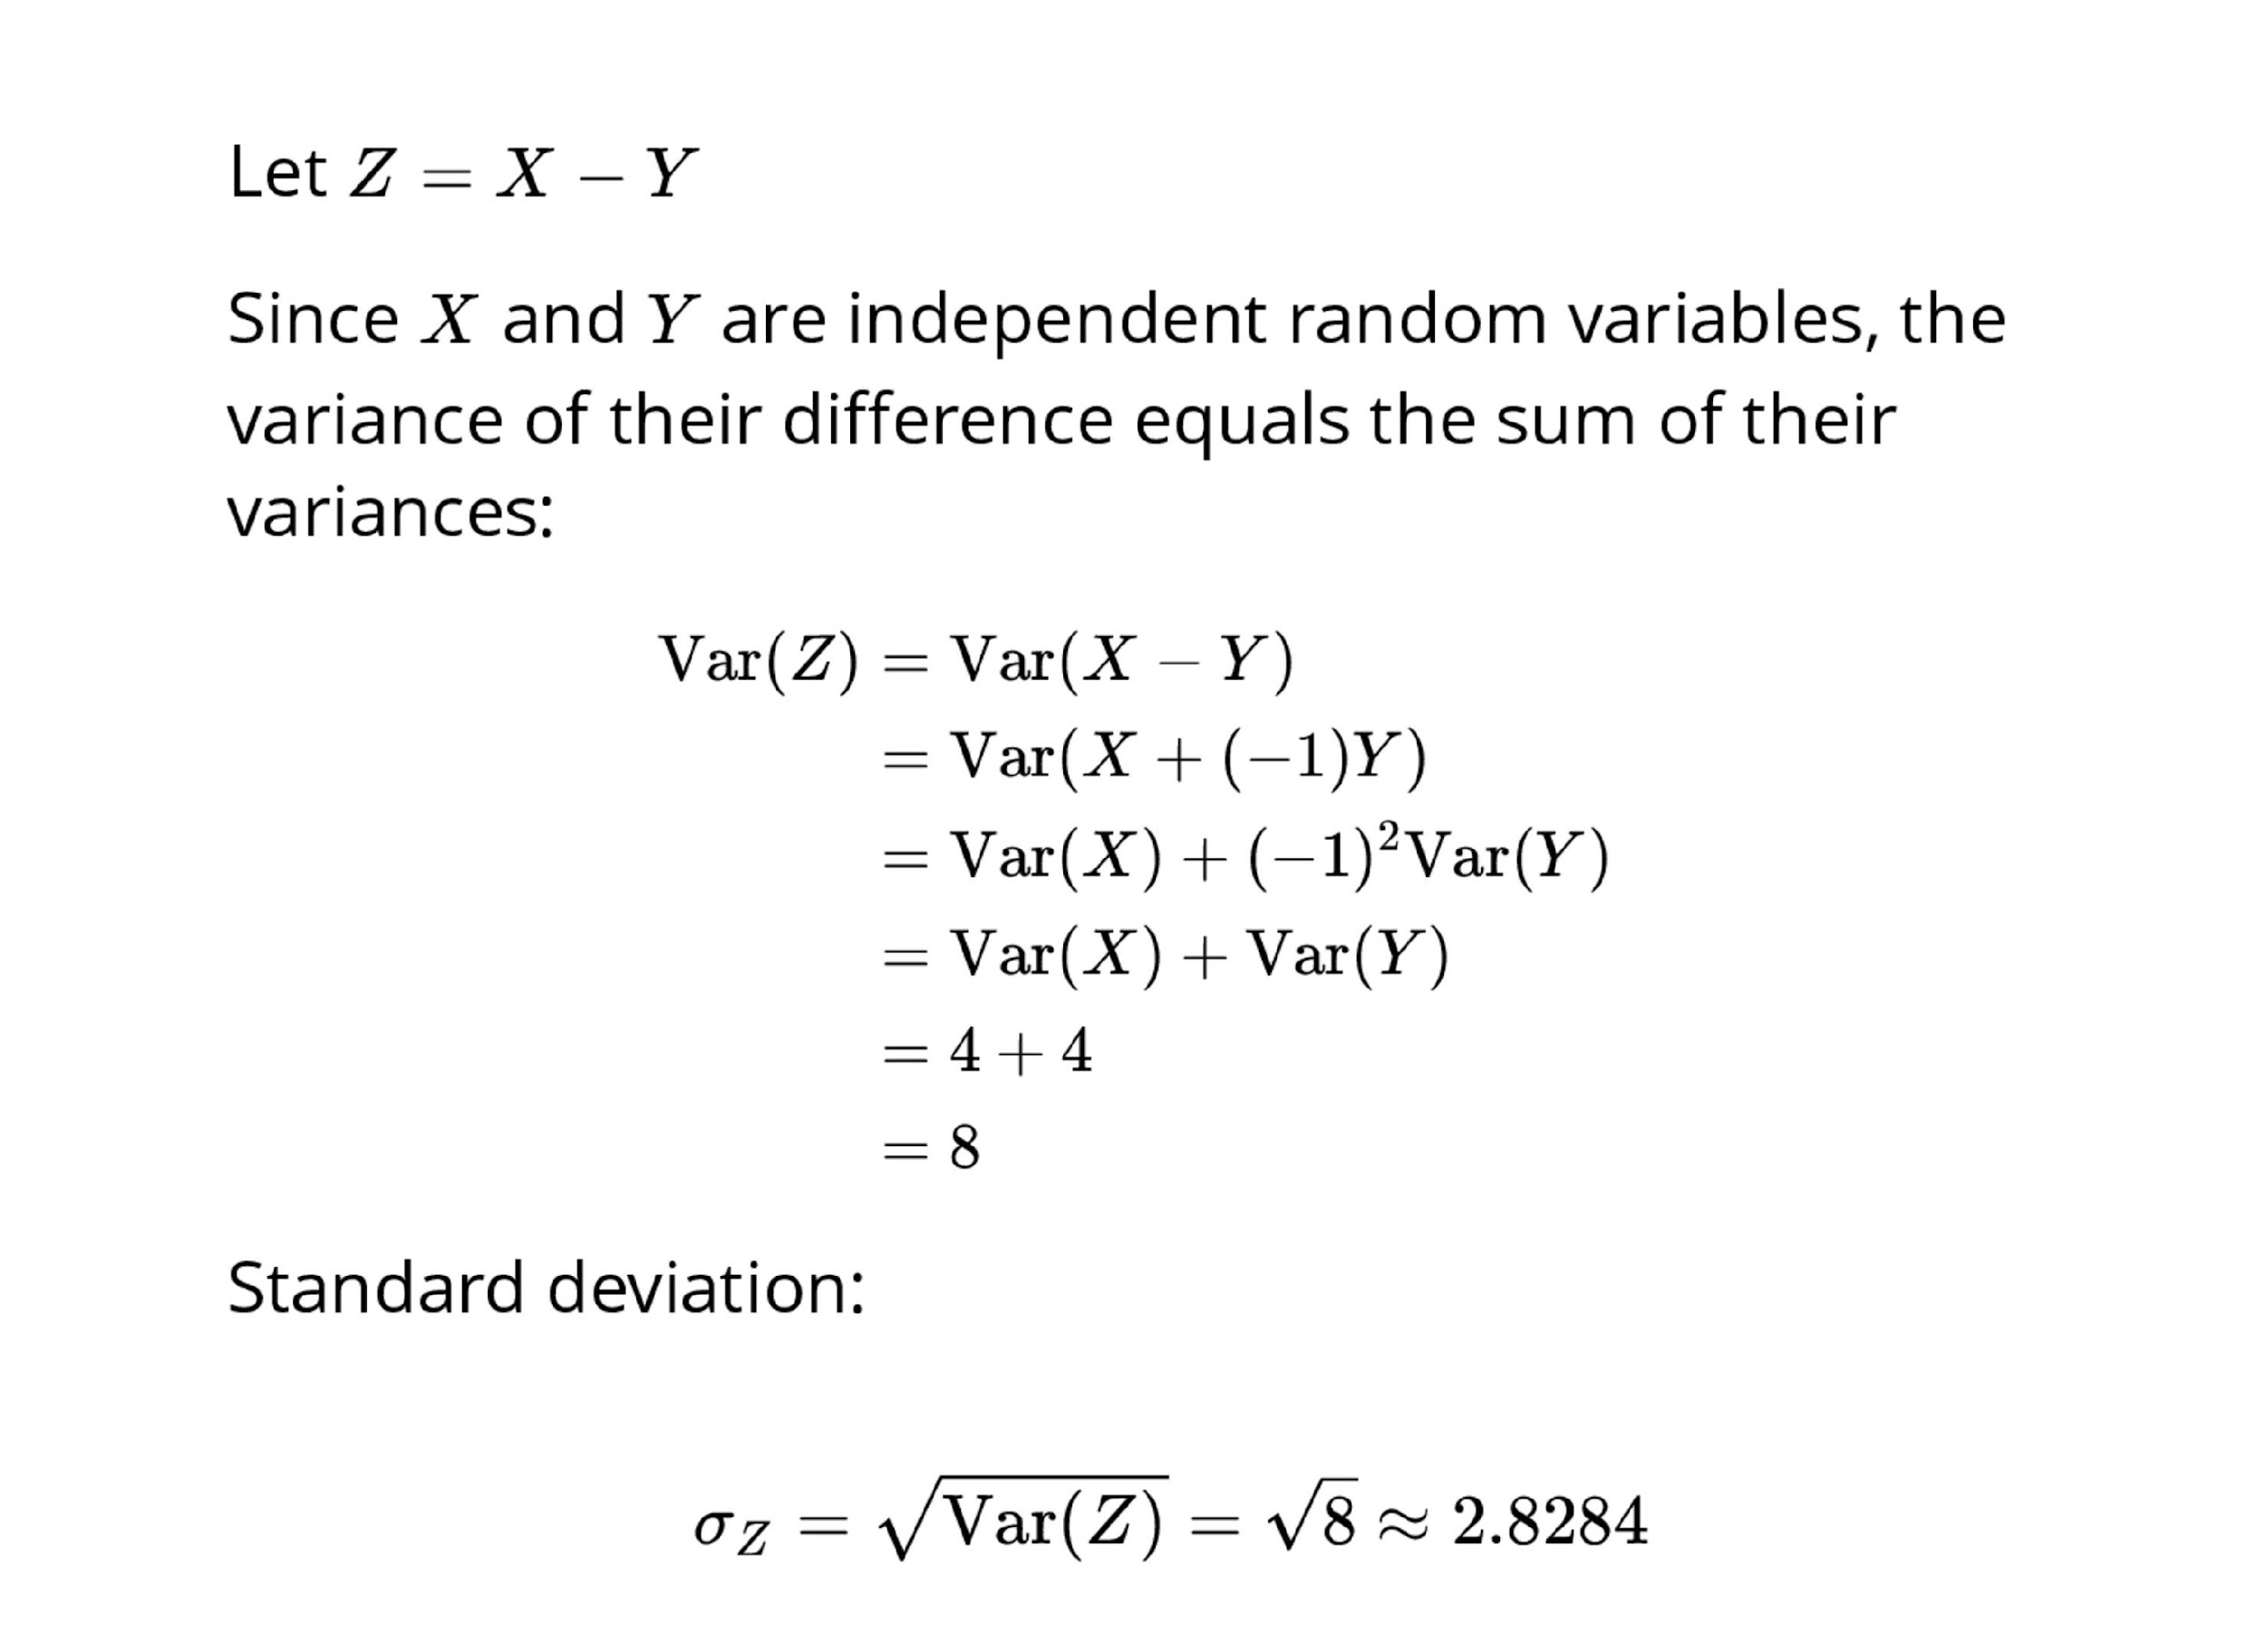 Let Z = X − Y
Since X and Y are independent random variables, the
variance of their difference equals the sum of their
variances:
Var(Z) = Var(X − Y)
= Var(X + (−1)Y)
= Var(X) + (−1)²Var(Y)
= Var(X) + Var(Y)
= 4 + 4
= 8
Standard deviation:
σ_Z = √Var(Z) = √8 ≈ 2.8284